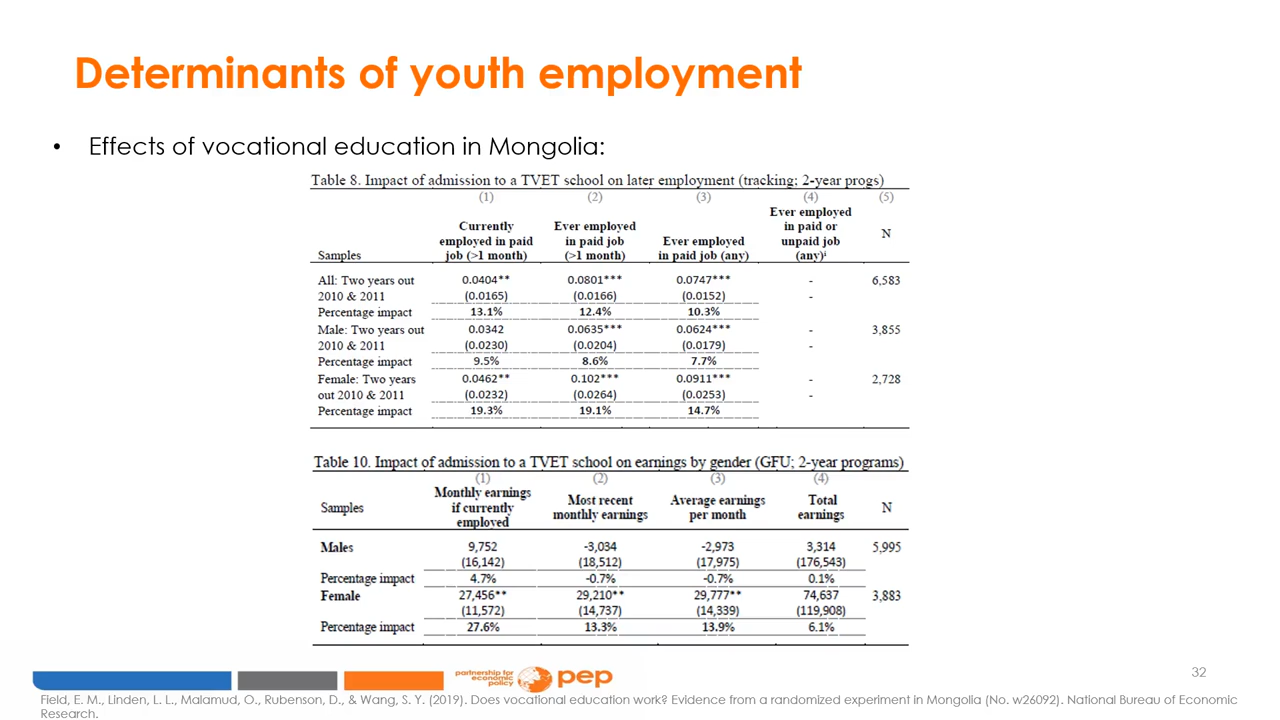 Determinants of youth employment
• Effects of vocational education in Mongolia:
Table 8. Impact of admission to a TVET school on later employment (tracking; 2-year progs)
(1) (2) (3) (4) (5)
Samples Currently employed in paid job (>1 month) Ever employed in paid job (>1 month) Ever employed in paid job (any) Ever employed in paid or unpaid job (any)¹ N
All: Two years out 0.0404** 0.0801*** 0.0747*** - 6,583
2010 & 2011 (0.0165) (0.0166) (0.0152) -
Percentage impact 13.1% 12.4% 10.3%
Male: Two years out 0.0342 0.0635*** 0.0624*** - 3,855
2010 & 2011 (0.0230) (0.0204) (0.0179) -
Percentage impact 9.5% 8.6% 7.7%
Female: Two years 0.0462** 0.102*** 0.0911*** - 2,728
out 2010 & 2011 (0.0232) (0.0264) (0.0253) -
Percentage impact 19.3% 19.1% 14.7%
Table 10. Impact of admission to a TVET school on earnings by gender (GFU; 2-year programs)
(1) (2) (3) (4)
Samples Monthly earnings if currently employed Most recent monthly earnings Average earnings per month Total earnings N
Males 9,752 -3,034 -2,973 3,314 5,995
(16,142) (18,512) (17,975) (176,543)
Percentage impact 4.7% -0.7% -0.7% 0.1%
Female 27,456** 29,210** 29,777** 74,637 3,883
(11,572) (14,737) (14,339) (119,908)
Percentage impact 27.6% 13.3% 13.9% 6.1%
partnership for
economic
policy
pep
32
Field, E. M., Linden, L. L., Malamud, O., Rubenson, D., & Wang, S. Y. (2019). Does vocational education work? Evidence from a randomized experiment in Mongolia (No. w26092). National Bureau of Economic
Research.